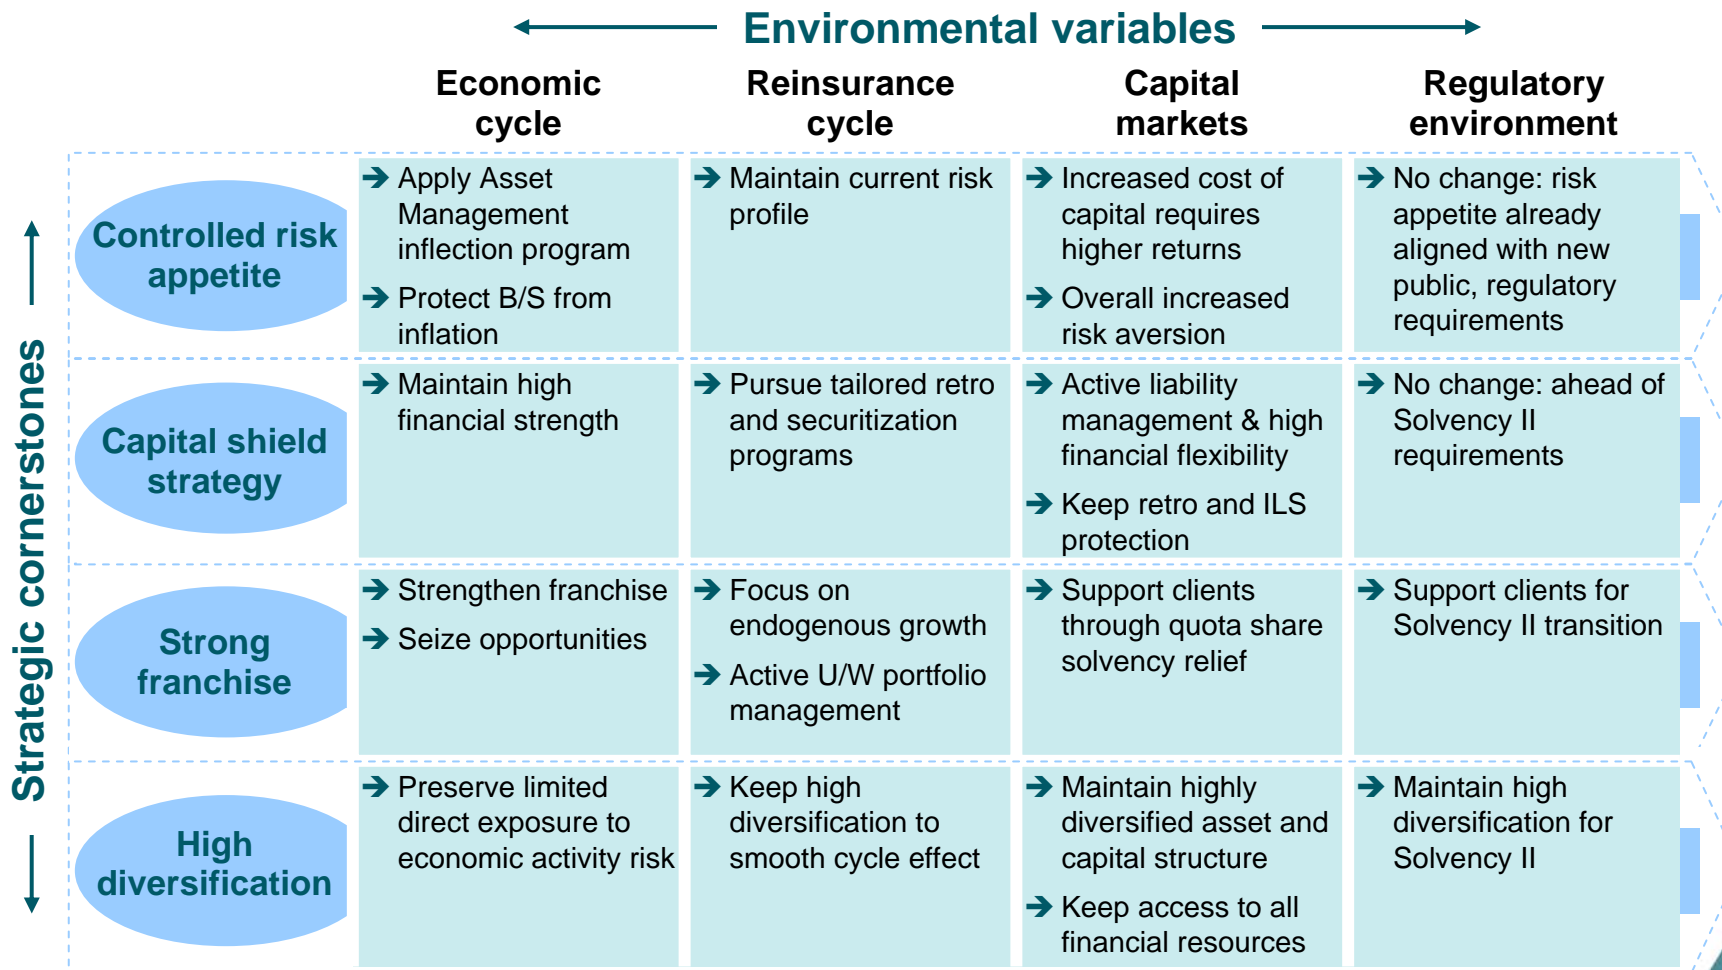 Environmental variables
Economic
cycle
Reinsurance
cycle
Capital
markets
Regulatory
environment
Strategic cornerstones
Controlled risk
appetite
Apply Asset
Management
inflection program
Protect B/S from
inflation
Maintain current risk
profile
Increased cost of
capital requires
higher returns
Overall increased
risk aversion
No change: risk
appetite already
aligned with new
public, regulatory
requirements
Capital shield
strategy
Maintain high
financial strength
Pursue tailored retro
and securitization
programs
Active liability
management & high
financial flexibility
Keep retro and ILS
protection
No change: ahead of
Solvency II
requirements
Strong
franchise
Strengthen franchise
Seize opportunities
Focus on
endogenous growth
Active U/W portfolio
management
Support clients
through quota share
solvency relief
Support clients for
Solvency II transition
High
diversification
Preserve limited
direct exposure to
economic activity risk
Keep high
diversification to
smooth cycle effect
Maintain highly
diversified asset and
capital structure
Keep access to all
financial resources
Maintain high
diversification for
Solvency II